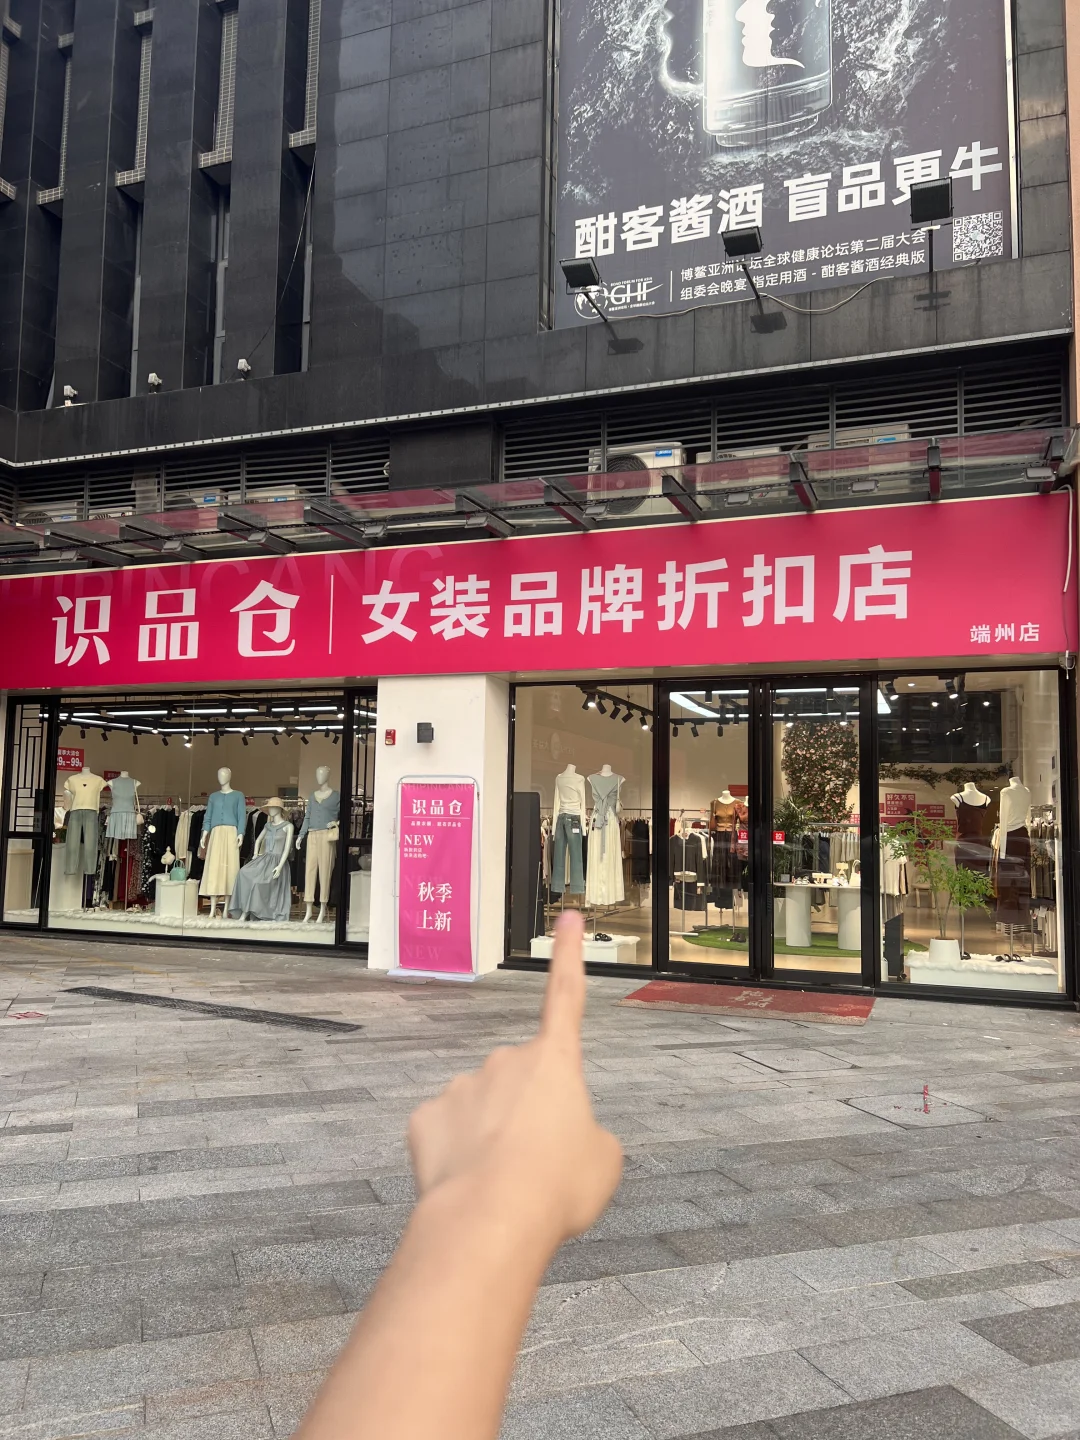 酣客酱酒 盲品更牛
GHF
博鳌亚洲论坛全球健康论坛第二届大会
组委会晚宴 指定用酒 - 酣客酱酒经典版
识品仓 女装品牌折扣店
端州店
识品仓
NEW
秋季
上新
NEW